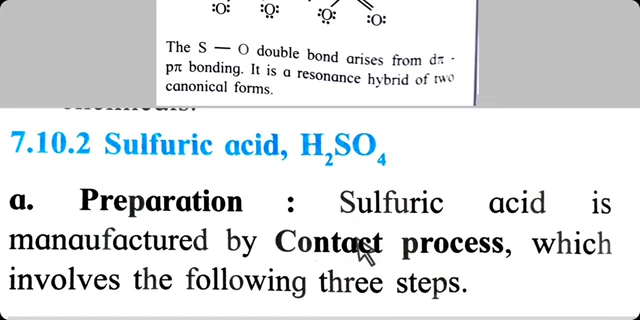 :O: :O: :O: :O:
The S — O double bond arises from dπ -
pπ bonding. It is a resonance hybrid of two
canonical forms.
7.10.2 Sulfuric acid, H₂SO₄
a. Preparation : Sulfuric acid is
manaufactured by Contact process, which
involves the following three steps.